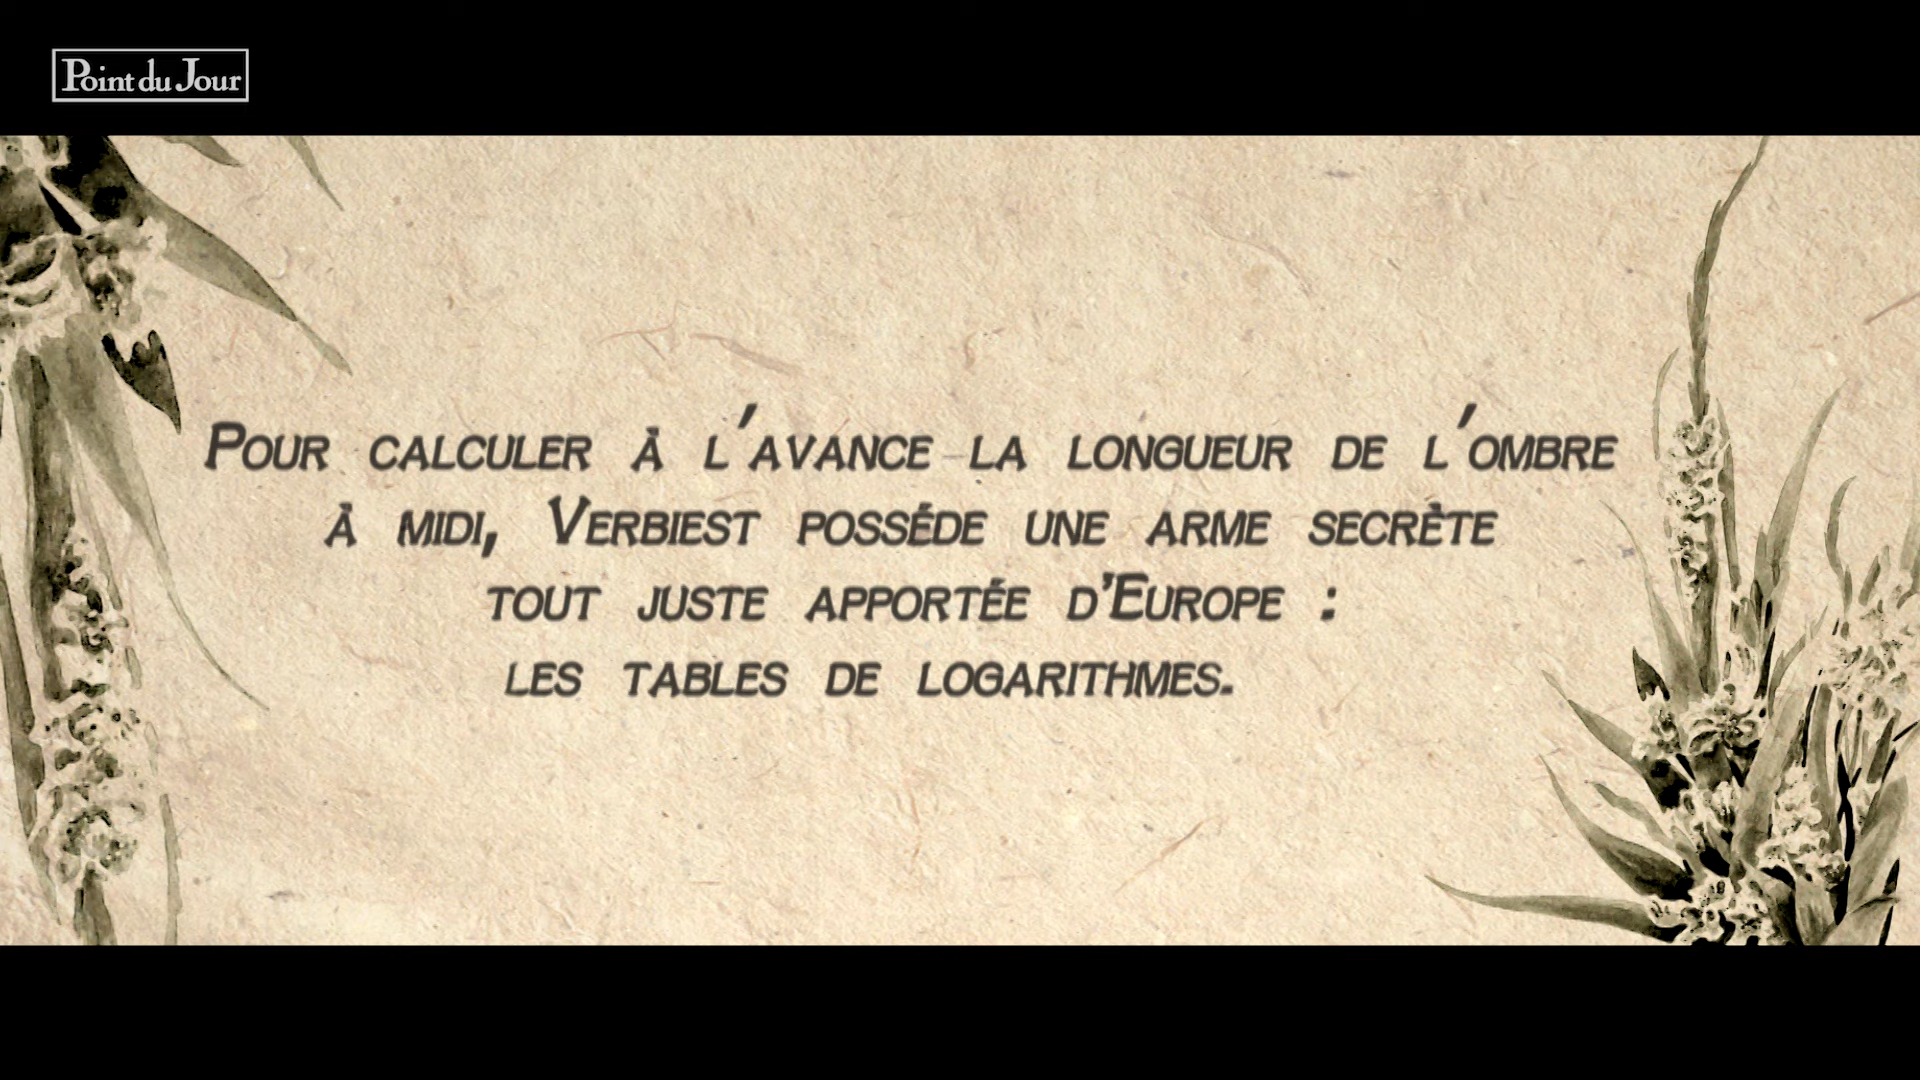 Point du Jour
Pour calculer à l'avance la longueur de l'ombre
à midi, Verbiest posséde une arme secrète
tout juste apportée d'Europe :
les tables de logarithmes.